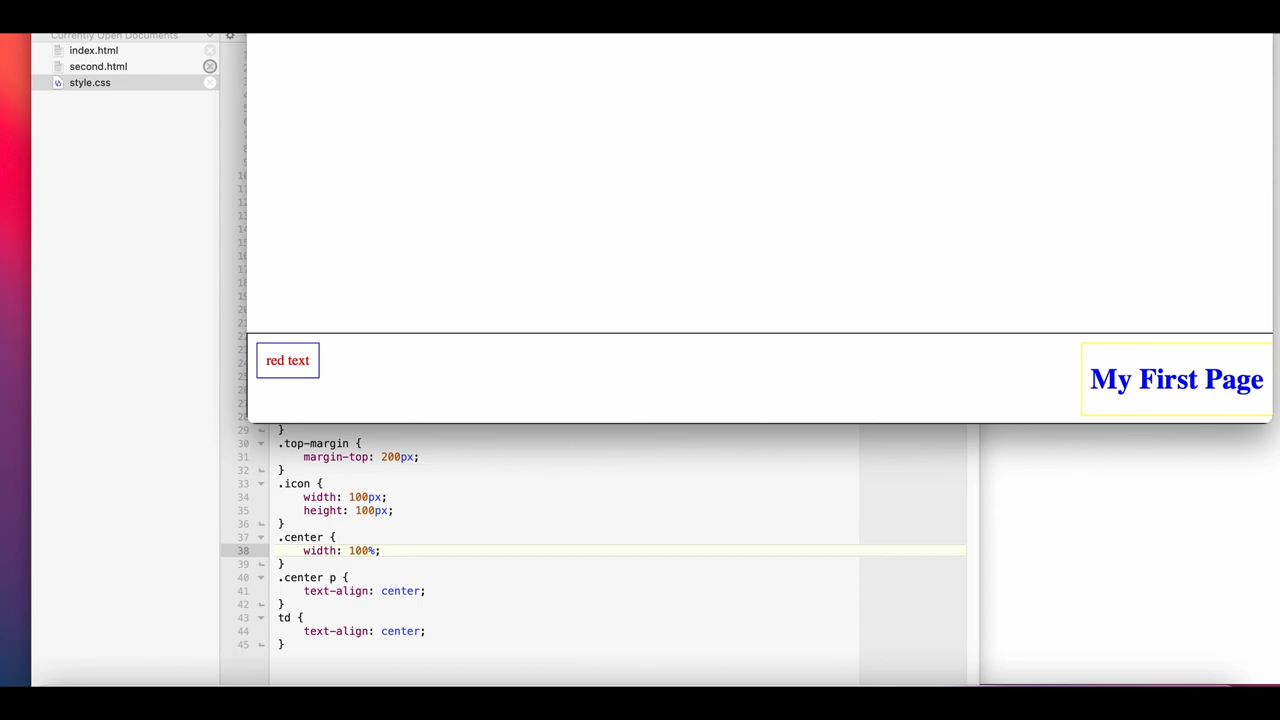 Currently Open Documents
index.html
second.html
style.css
red text
My First Page
29 }
30 .top-margin {
31 margin-top: 200px;
32 }
33 .icon {
34 width: 100px;
35 height: 100px;
36 }
37 .center {
38 width: 100%;
39 }
40 .center p {
41 text-align: center;
42 }
43 td {
44 text-align: center;
45 }